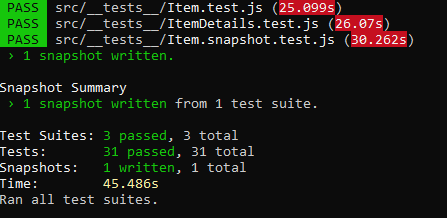 PASS src/__tests__/Item.test.js (25.099s)
PASS src/__tests__/ItemDetails.test.js (26.07s)
PASS src/__tests__/Item.snapshot.test.js (30.262s)
› 1 snapshot written.
Snapshot Summary
› 1 snapshot written from 1 test suite.
Test Suites: 3 passed, 3 total
Tests: 31 passed, 31 total
Snapshots: 1 written, 1 total
Time: 45.486s
Ran all test suites.